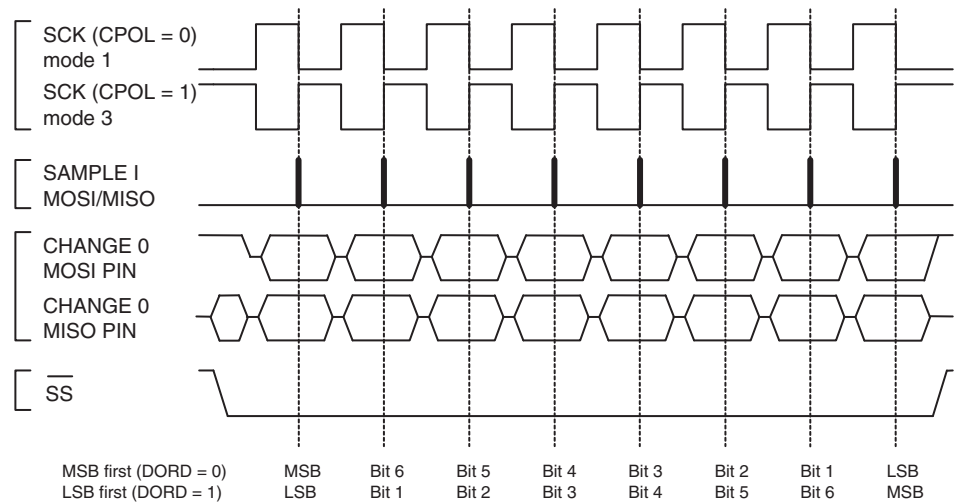 SCK (CPOL = 0)
mode 1
SCK (CPOL = 1)
mode 3
SAMPLE I
MOSI/MISO
CHANGE 0
MOSI PIN
CHANGE 0
MISO PIN
SS
MSB first (DORD = 0) MSB Bit 6 Bit 5 Bit 4 Bit 3 Bit 2 Bit 1 LSB
LSB first (DORD = 1) LSB Bit 1 Bit 2 Bit 3 Bit 4 Bit 5 Bit 6 MSB